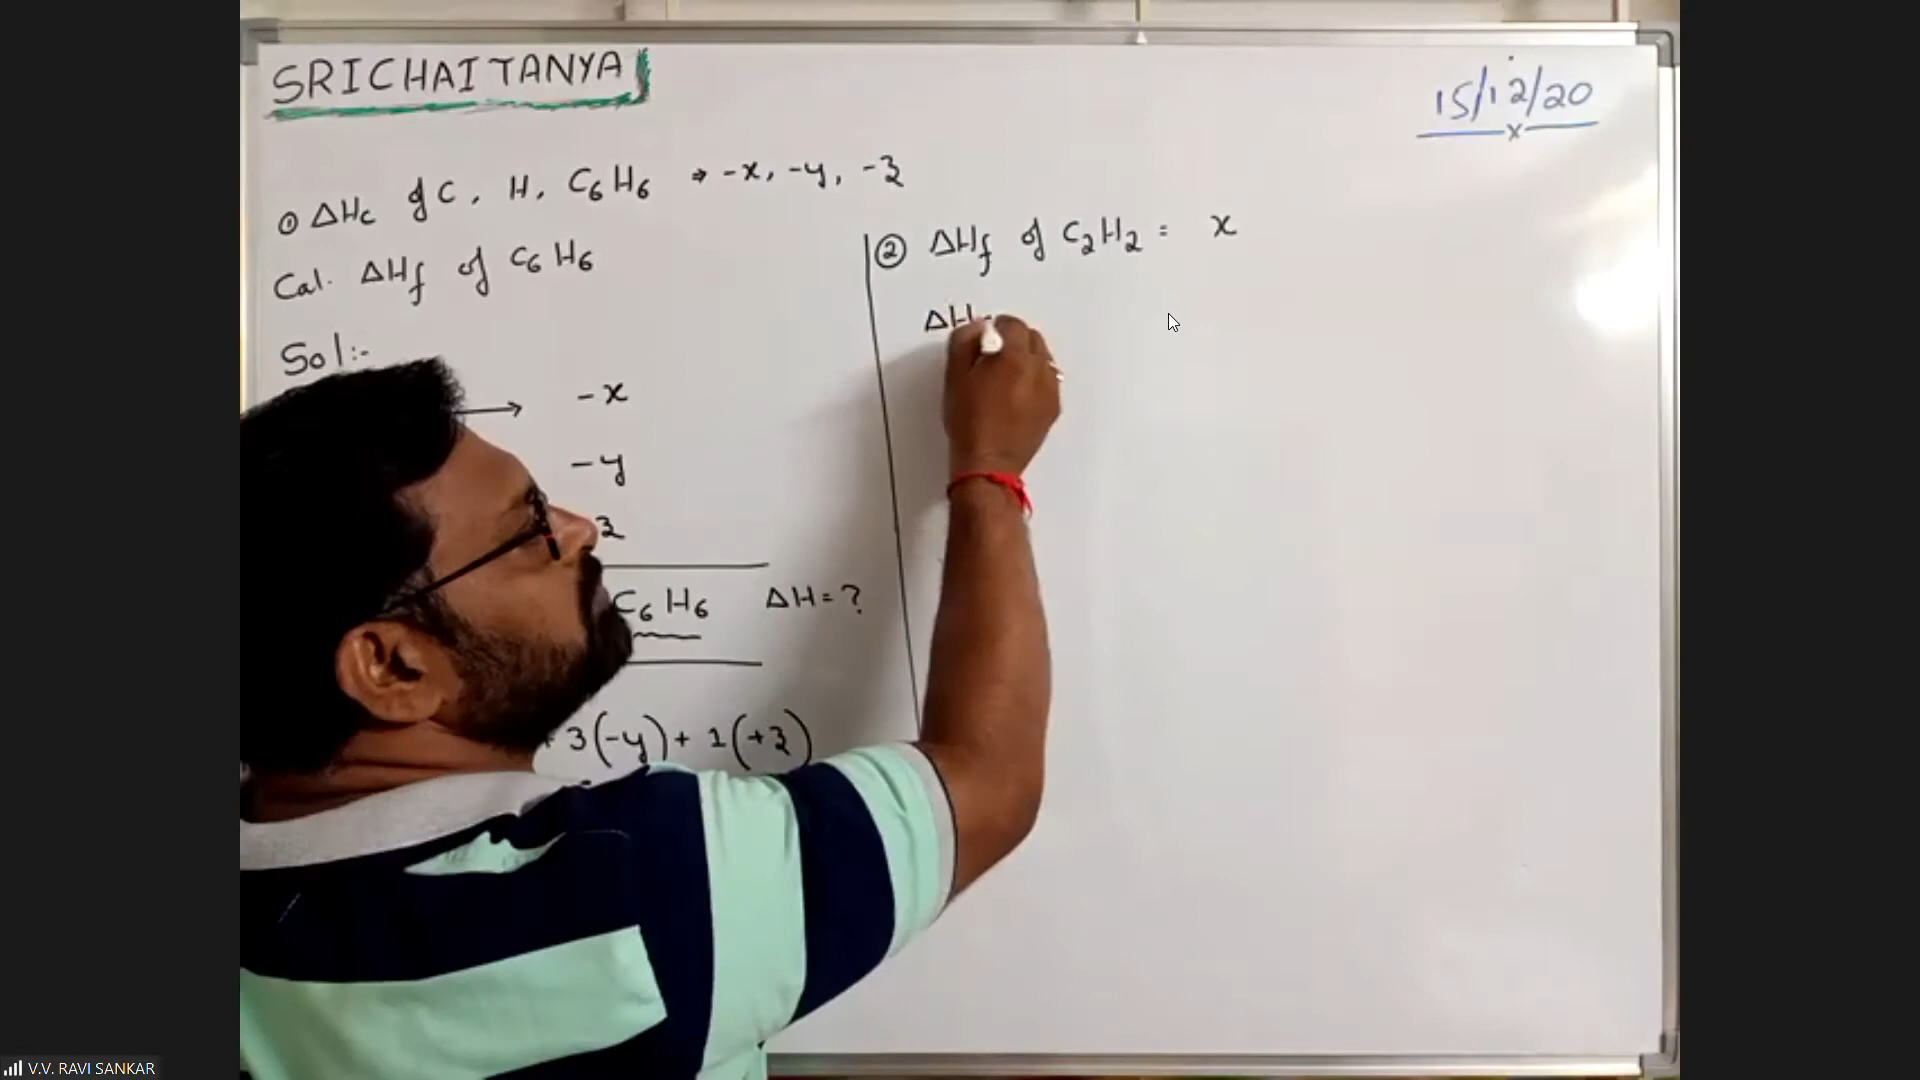 SRICHAITANYA
15/12/20
① ΔHc of C, H, C₆H₆ → -x, -y, -z
Cal. ΔHf of C₆H₆
Sol:-
→ -x
-y
z
C₆H₆ ΔH = ?
+ 3(-y) + 1(+z)
② ΔHf of C₂H₂ = x
ΔH
V.V. RAVI SANKAR